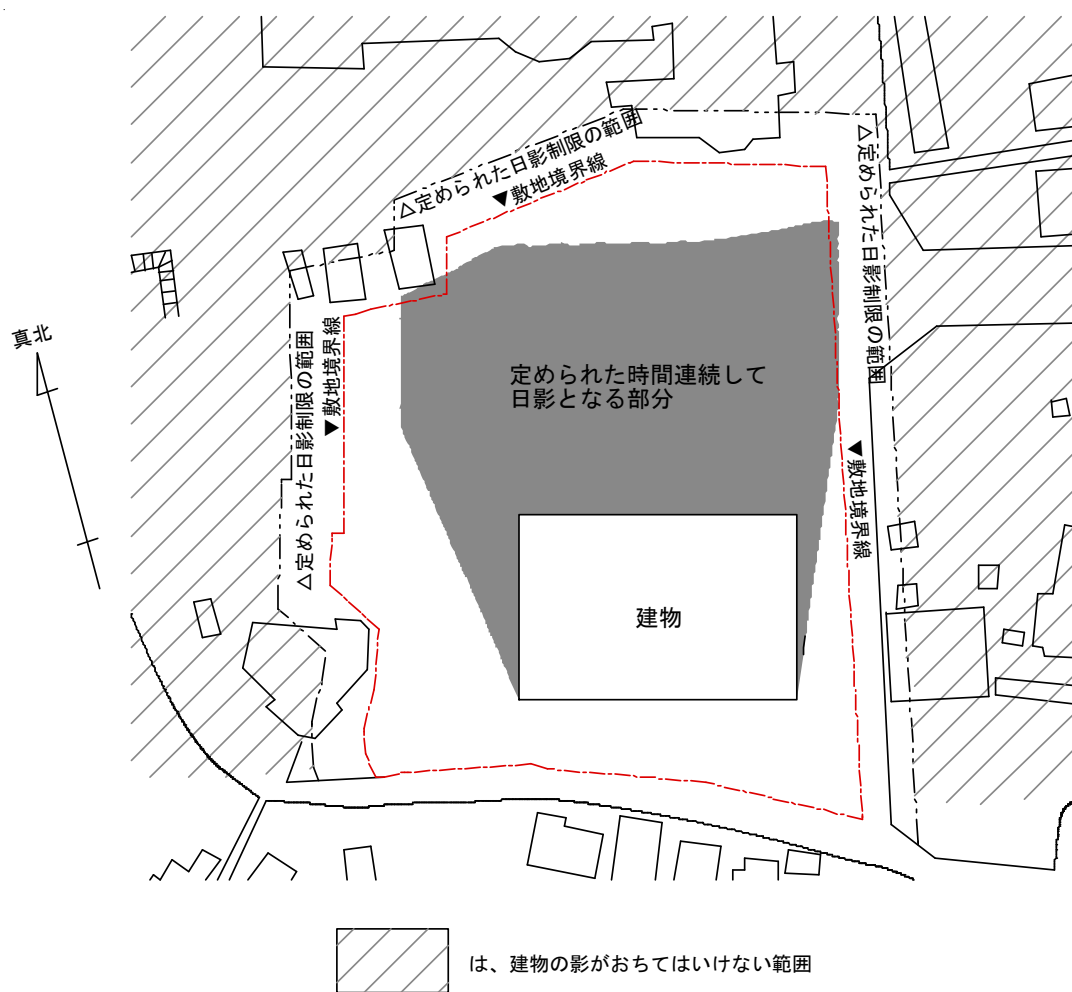 △定められた日影制限の範囲
▼敷地境界線
△定められた日影制限の範囲
真北
△定められた日影制限の範囲
▼敷地境界線
定められた時間連続して
日影となる部分
▼敷地境界線
建物
は、建物の影がおちてはいけない範囲